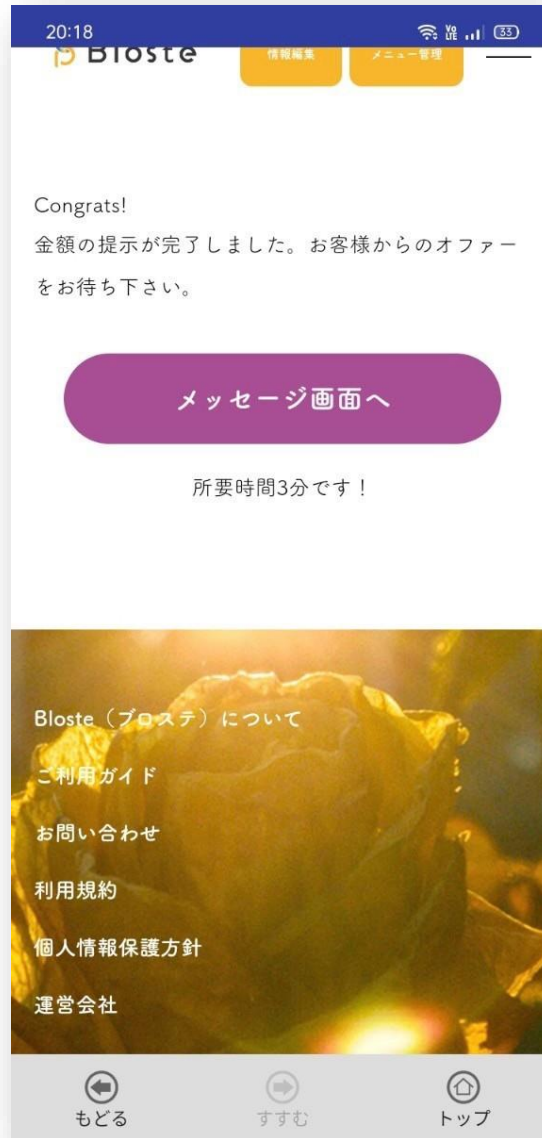 20:18
Vo LTE 33
Bloste
情報編集 メニュー管理
Congrats!
金額の提示が完了しました。お客様からのオファー
をお待ち下さい。
メッセージ画面へ
所要時間3分です！
Bloste（ブロステ）について
ご利用ガイド
お問い合わせ
利用規約
個人情報保護方針
運営会社
もどる すすむ トップ